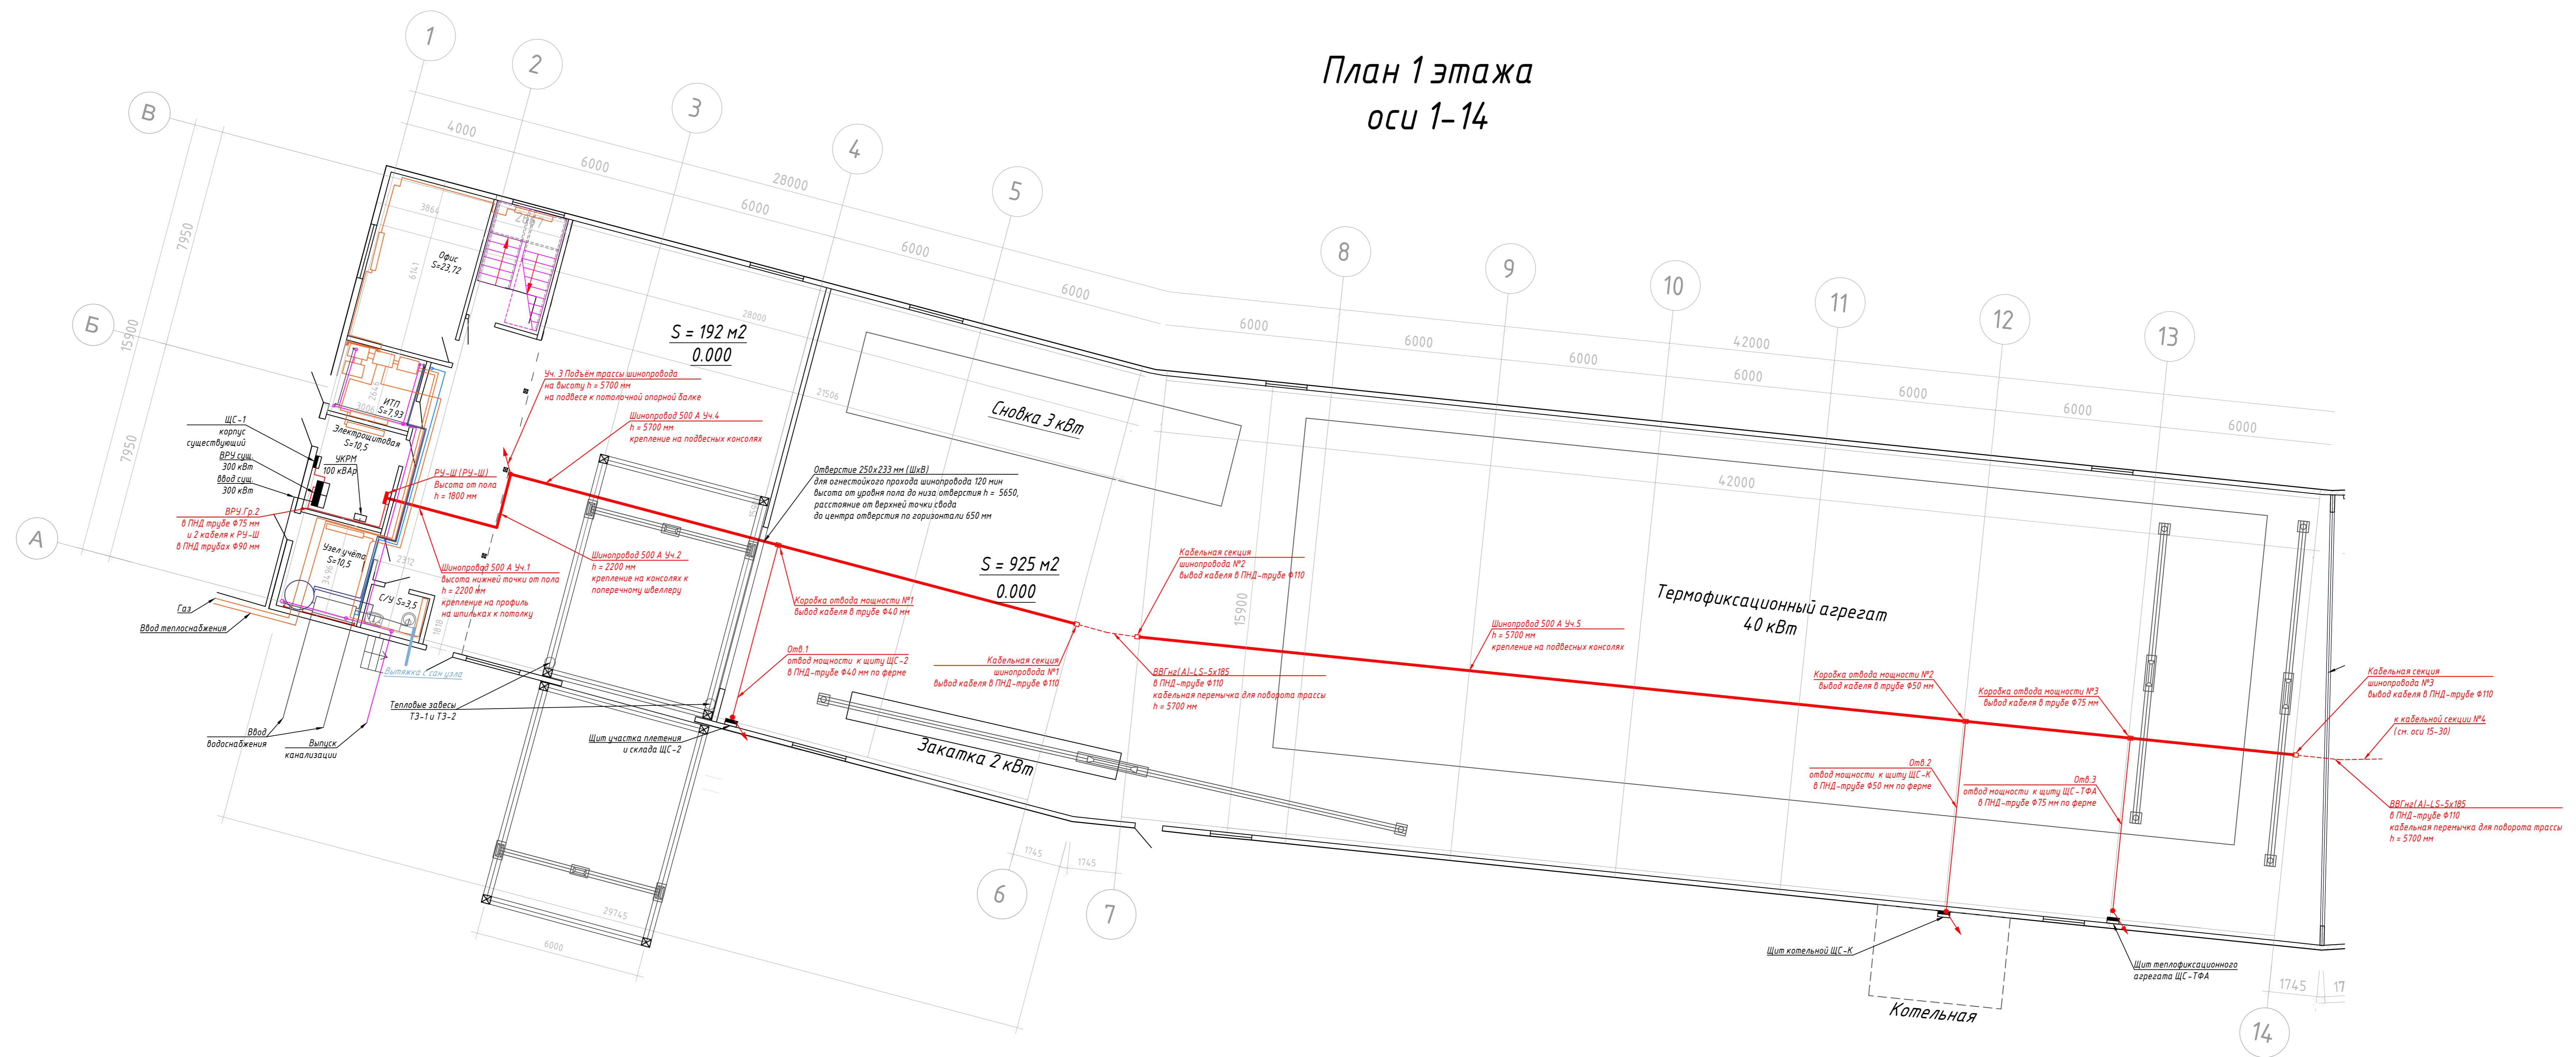 План 1 этажа
оси 1-14
1
2
3
4
5
8
9
10
11
12
13
В
Б
А
6
7
14
4000
6000
28000
6000
6000
6000
6000
6000
6000
42000
6000
6000
6000
6000
7950
15900
7950
3864
2667
6141
28000
21506
42000
15900
2646
3006
2312
3496
1818
29745
6000
1745
1745
1745
Офис
S=23,72
ИТП
S=7.93
Электрощитовая
S=10,5
УКРМ
100 кВАр
Узел учёта
S=10,5
С/У S=3,5
S = 192 м2
0.000
S = 925 м2
0.000
Сновка 3 кВт
Закатка 2 кВт
Термофиксационный агрегат
40 кВт
Котельная
ЩС-1
корпус
существующий
ВРУ сущ.
300 кВт
ввод сущ.
300 кВт
ВРУ.Гр.2
в ПНД трубе Ф75 мм
и 2 кабеля к РУ-Ш
в ПНД трубах Ф90 мм
Газ
Ввод теплоснабжения
Ввод
водоснабжения
Выпуск
канализации
Вытяжка с сан узла
Тепловые завесы
ТЗ-1 и ТЗ-2
Щит участка плетения
и склада ЩС-2
РУ-Ш (РУ-Ш)
Высота от пола
h = 1800 мм
Уч. 3 Подъём трассы шинопровода
на высоту h = 5700 мм
на подвесе к потолочной опорной балке
Шинопровод 500 А Уч.4
h = 5700 мм
крепление на подвесных консолях
Отверстие 250х233 мм (ШхВ)
для огнестойкого прохода шинопровода 120 мин
высота от уровня пола до низа отверстия h = 5650,
расстояние от верхней точки свода
до центра отверстия по горизонтали 650 мм
Шинопровод 500 А Уч.1
высота нижней точки от пола
h = 2200 мм
крепление на профиль
на шпильках к потолку
Шинопровод 500 А Уч.2
h = 2200 мм
крепление на консолях к
поперечному швеллеру
Коробка отвода мощности №1
вывод кабеля в трубе Ф40 мм
Отв.1
отвод мощности к щиту ЩС-2
в ПНД-трубе Ф40 мм по ферме
Кабельная секция
шинопровода №1
вывод кабеля в ПНД-трубе Ф110
Кабельная секция
шинопровода №2
вывод кабеля в ПНД-трубе Ф110
ВВГнг(А)-LS-5х185
в ПНД-трубе Ф110
кабельная перемычка для поворота трассы
h = 5700 мм
Шинопровод 500 А Уч.5
h = 5700 мм
крепление на подвесных консолях
Коробка отвода мощности №2
вывод кабеля в трубе Ф50 мм
Коробка отвода мощности №3
вывод кабеля в трубе Ф75 мм
Отв.2
отвод мощности к щиту ЩС-К
в ПНД-трубе Ф50 мм по ферме
Отв.3
отвод мощности к щиту ЩС-ТФА
в ПНД-трубе Ф75 мм по ферме
Кабельная секция
шинопровода №3
вывод кабеля в ПНД-трубе Ф110
к кабельной секции №4
(см. оси 15-30)
ВВГнг(А)-LS-5х185
в ПНД-трубе Ф110
кабельная перемычка для поворота трассы
h = 5700 мм
Щит котельной ЩС-К
Щит теплофиксационного
агрегата ЩС-ТФА